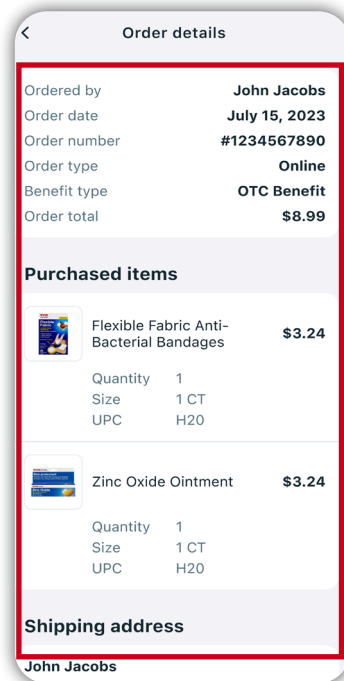 Order details
Ordered by John Jacobs
Order date July 15, 2023
Order number #1234567890
Order type Online
Benefit type OTC Benefit
Order total $8.99
Purchased items
Flexible Fabric Anti-
Bacterial Bandages $3.24
Quantity 1
Size 1 CT
UPC H20
Zinc Oxide Ointment $3.24
Quantity 1
Size 1 CT
UPC H20
Shipping address
John Jacobs